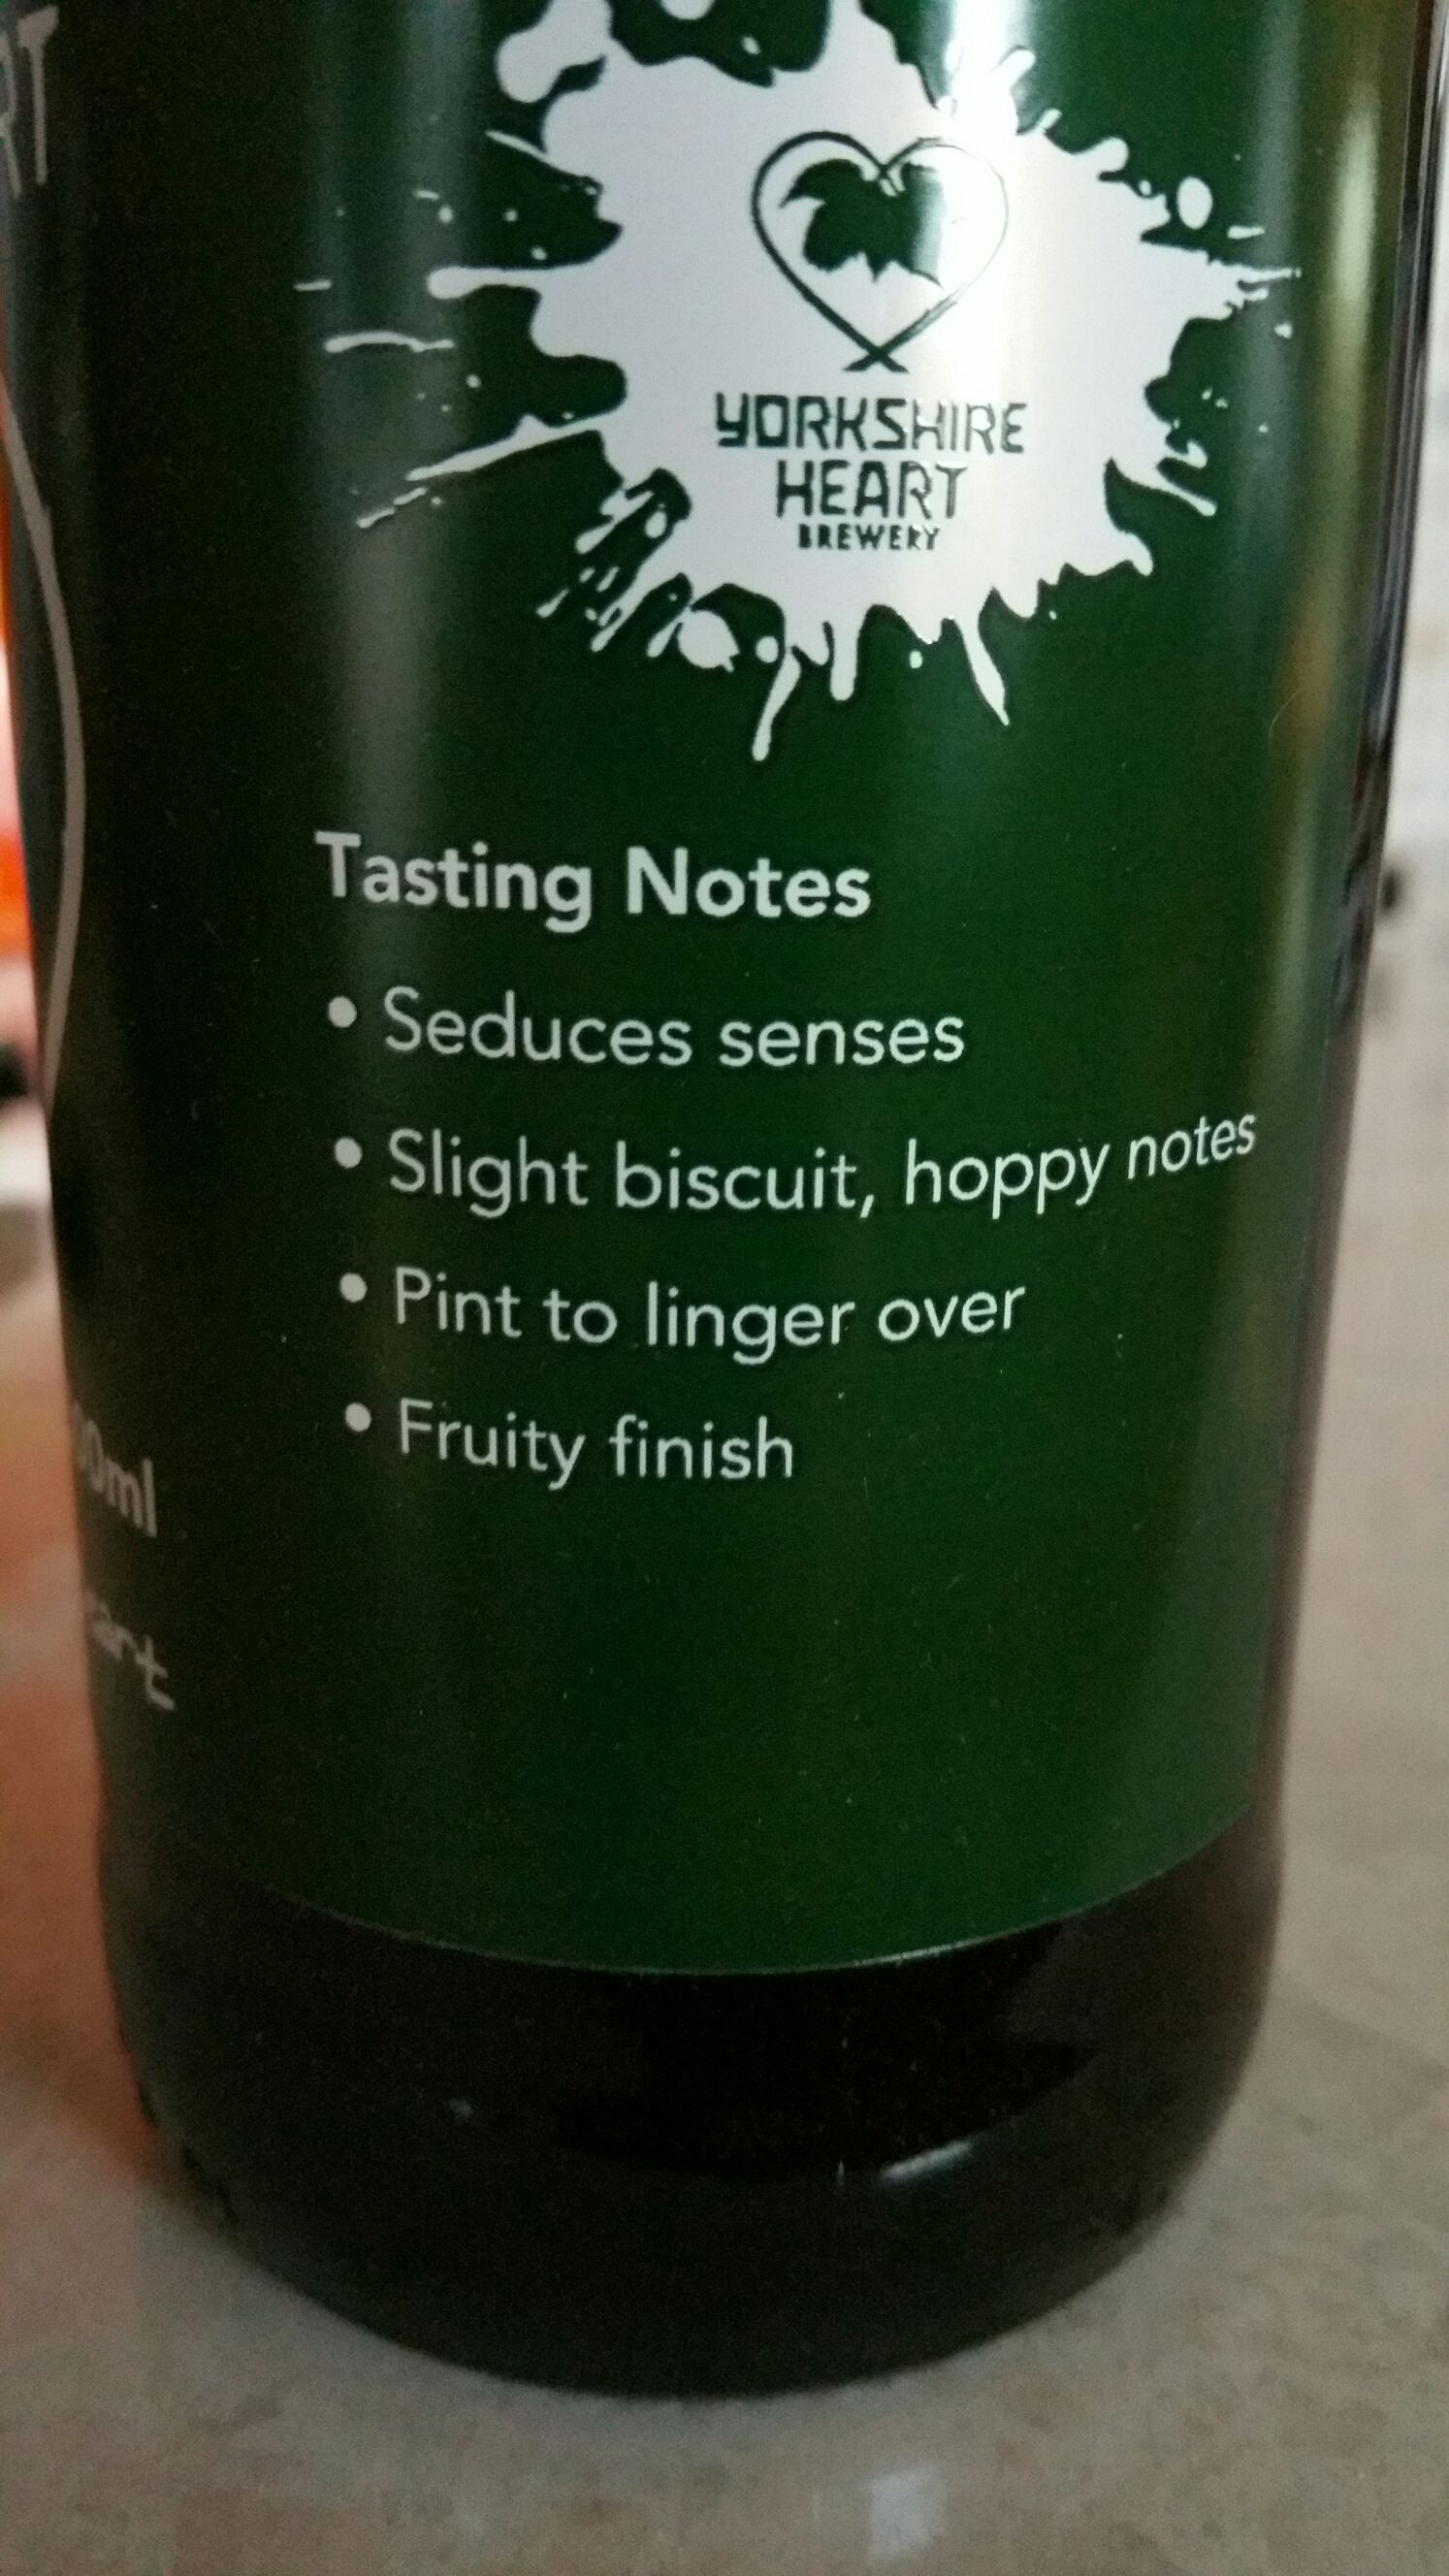 YORKSHIRE
HEART
BREWERY
Tasting Notes
• Seduces senses
• Slight biscuit, hoppy notes
• Pint to linger over
• Fruity finish